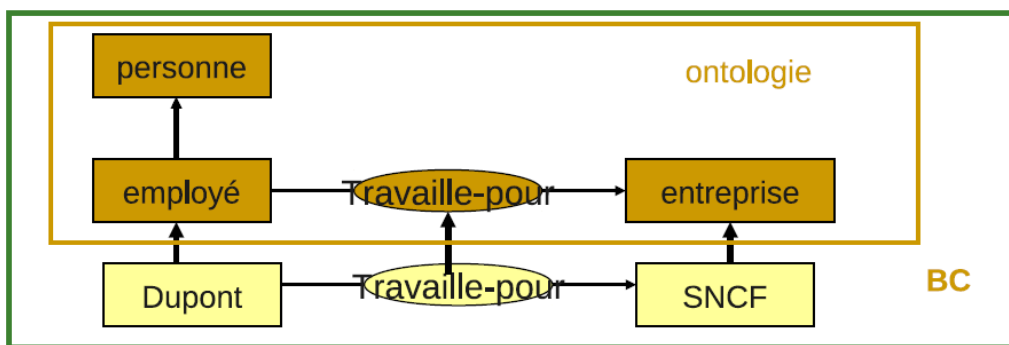 personne
ontologie
employé
Travaille-pour
entreprise
Dupont
Travaille-pour
SNCF
BC